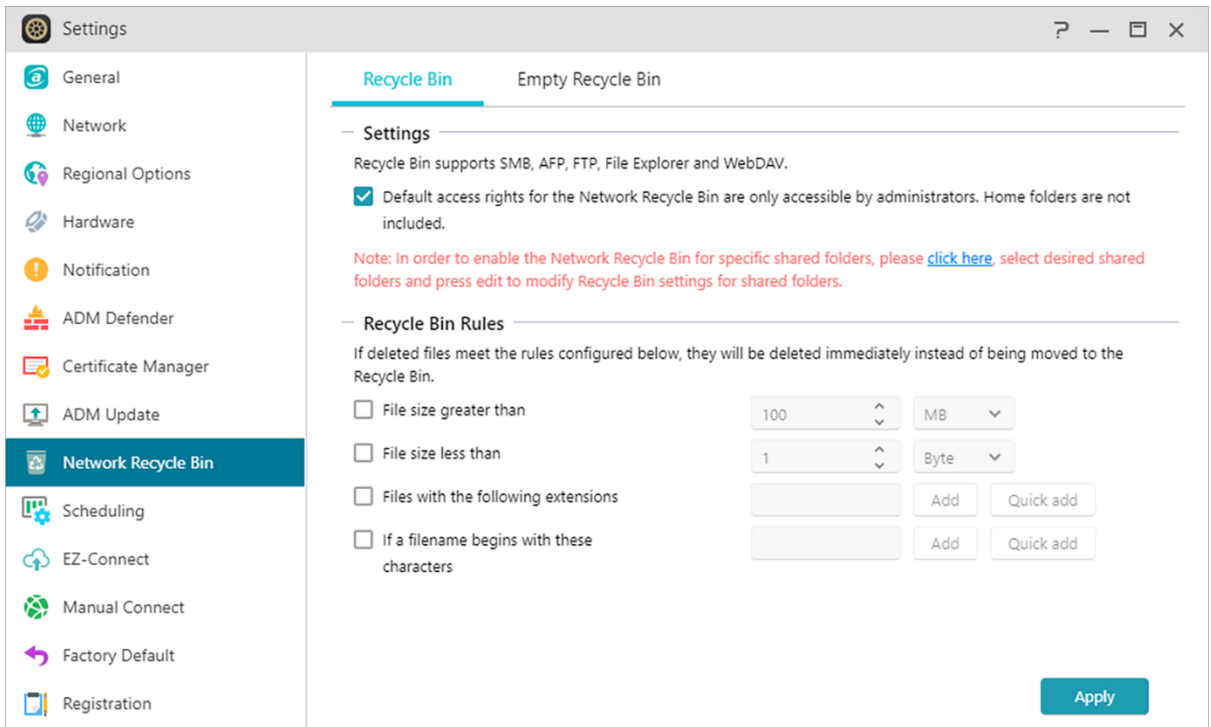 Settings
General
Network
Regional Options
Hardware
Notification
ADM Defender
Certificate Manager
ADM Update
Network Recycle Bin
Scheduling
EZ-Connect
Manual Connect
Factory Default
Registration
Recycle Bin
Empty Recycle Bin
Settings
Recycle Bin supports SMB, AFP, FTP, File Explorer and WebDAV.
Default access rights for the Network Recycle Bin are only accessible by administrators. Home folders are not
included.
Note: In order to enable the Network Recycle Bin for specific shared folders, please click here, select desired shared
folders and press edit to modify Recycle Bin settings for shared folders.
Recycle Bin Rules
If deleted files meet the rules configured below, they will be deleted immediately instead of being moved to the
Recycle Bin.
File size greater than 100 MB
File size less than 1 Byte
Files with the following extensions Add Quick add
If a filename begins with these
characters
Add Quick add
Apply